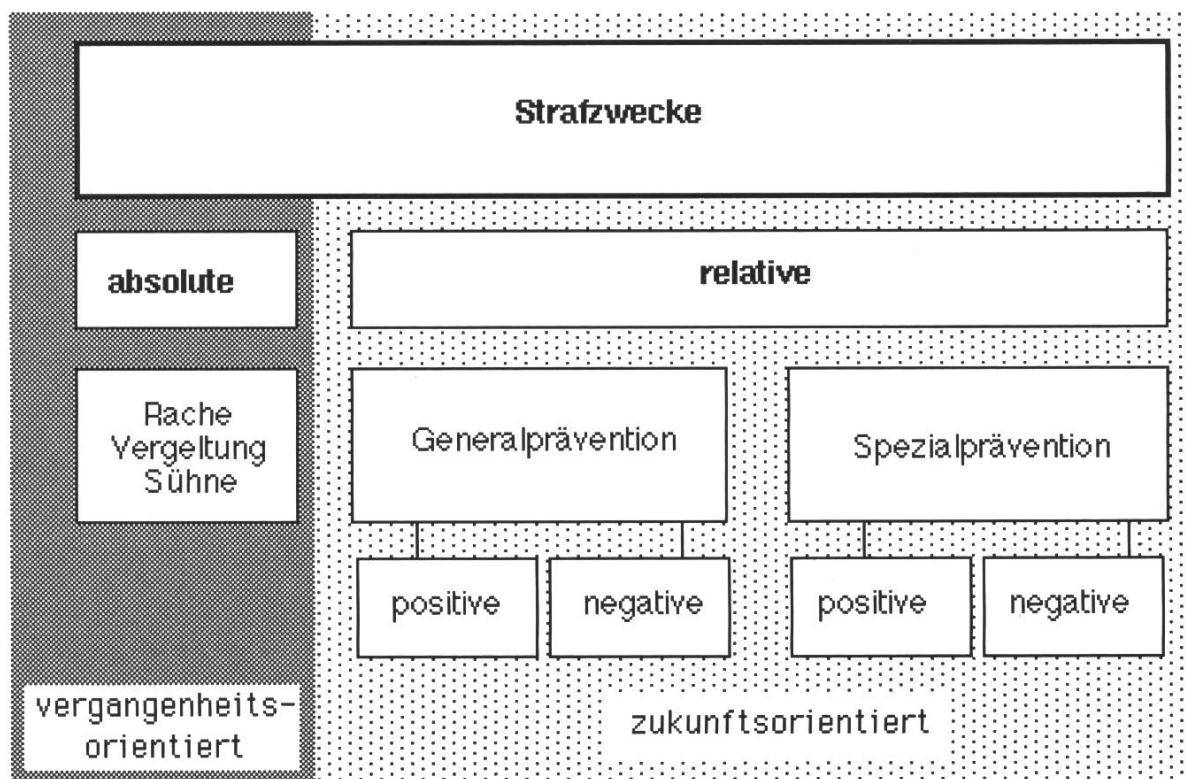 Strafzwecke
absolute
relative
Rache
Vergeltung
Sühne
Generalprävention
Spezialprävention
positive
negative
positive
negative
vergangenheits-
orientiert
zukunftsorientiert